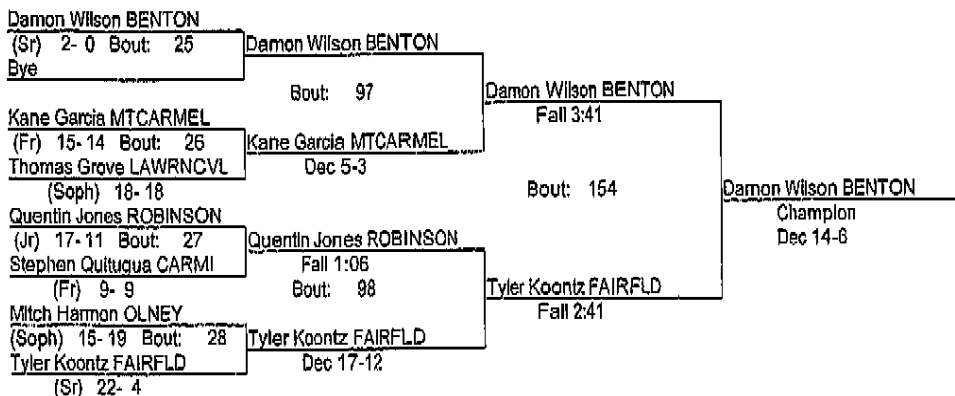 Damon Wilson BENTON
(Sr) 2- 0 Bout: 25
Bye
Kane Garcia MTCARMEL
(Fr) 15- 14 Bout: 26
Thomas Grove LAWRNCVL
(Soph) 18- 18
Quentin Jones ROBINSON
(Jr) 17- 11 Bout: 27
Stephen Quitugua CARMI
(Fr) 9- 9
Mitch Harmon OLNEY
(Soph) 15- 19 Bout: 28
Tyler Koontz FAIRFLD
(Sr) 22- 4
Damon Wilson BENTON
Bout: 97
Kane Garcia MTCARMEL
Dec 5-3
Quentin Jones ROBINSON
Fall 1:06
Bout: 98
Tyler Koontz FAIRFLD
Dec 17-12
Damon Wilson BENTON
Fall 3:41
Bout: 154
Tyler Koontz FAIRFLD
Fall 2:41
Damon Wilson BENTON
Champion
Dec 14-6